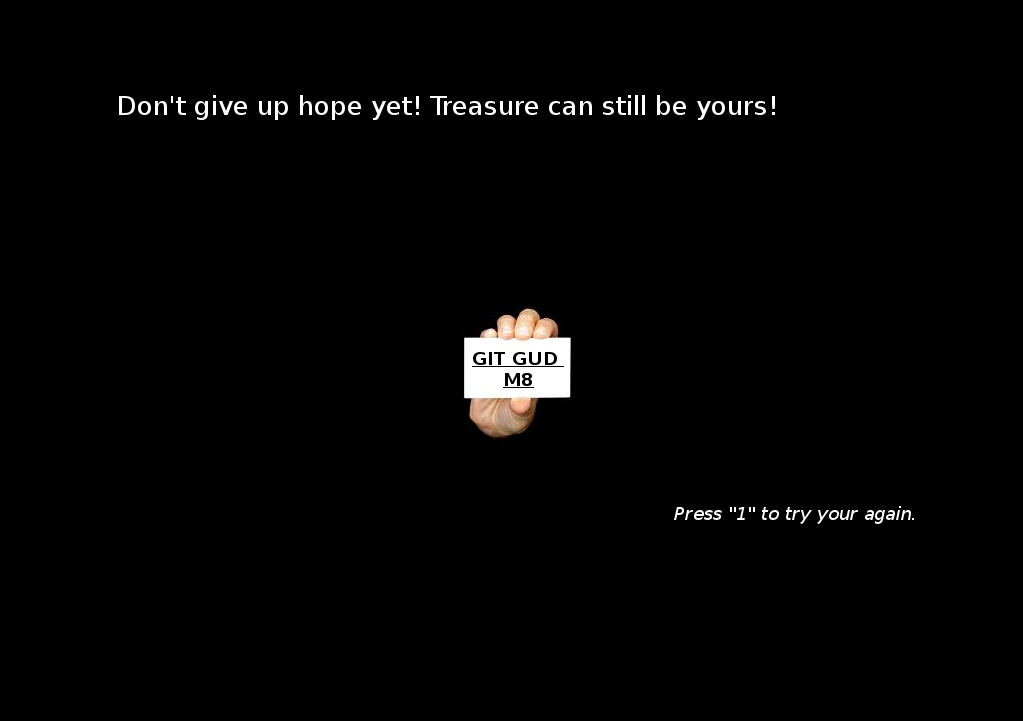 Don't give up hope yet! Treasure can still be yours!
GIT GUD
M8
Press "1" to try your again.